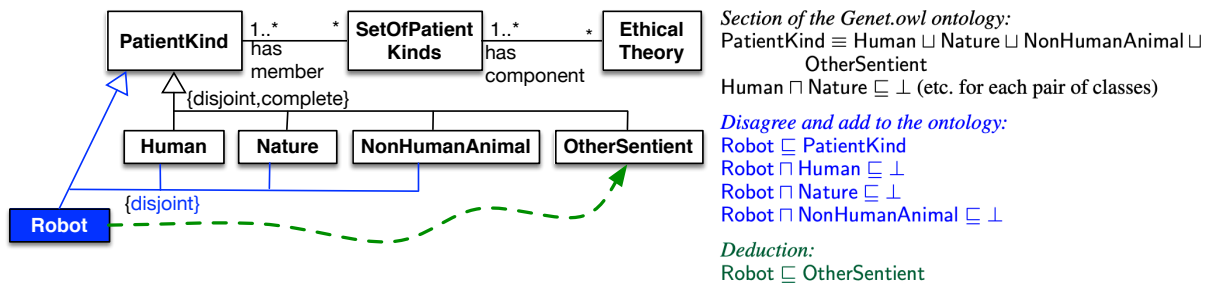 PatientKind
1..*
has
member
*
SetOfPatient
Kinds
1..*
has
component
*
Ethical
Theory
{disjoint,complete}
Human
Nature
NonHumanAnimal
OtherSentient
{disjoint}
Robot
Section of the Genet.owl ontology:
PatientKind ≡ Human ⊔ Nature ⊔ NonHumanAnimal ⊔
OtherSentient
Human ⊓ Nature ⊑ ⊥ (etc. for each pair of classes)
Disagree and add to the ontology:
Robot ⊑ PatientKind
Robot ⊓ Human ⊑ ⊥
Robot ⊓ Nature ⊑ ⊥
Robot ⊓ NonHumanAnimal ⊑ ⊥
Deduction:
Robot ⊑ OtherSentient